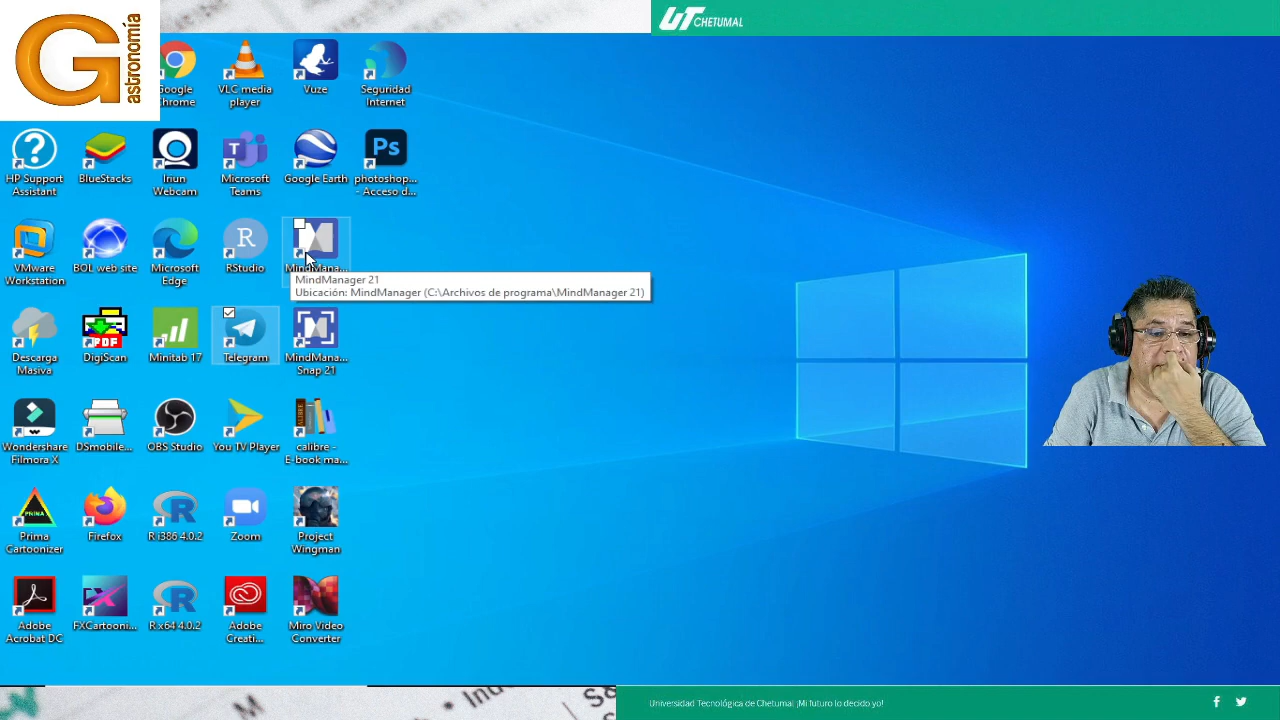 G
astronomía
UT CHETUMAL
Google
Chrome
VLC media
player
Vuze
Seguridad
Internet
HP Support
Assistant
BlueStacks
Iriun
Webcam
Microsoft
Teams
Google Earth
Ps
photoshop...
- Acceso d...
VMware
Workstation
BOL web site
Microsoft
Edge
R
RStudio
MindMana...
MindManager 21
Ubicación: MindManager (C:\Archivos de programa\MindManager 21)
Descarga
Masiva
PDF
DigiScan
Minitab 17
Telegram
MindMana...
Snap 21
Wondershare
Filmora X
DSmobile...
OBS Studio
You TV Player
calibre -
E-book ma...
PRIMA
Prima
Cartoonizer
Firefox
R
R i386 4.0.2
Zoom
Project
Wingman
Adobe
Acrobat DC
FX
FXCartooni...
R
R x64 4.0.2
Adobe
Creati...
Miro Video
Converter
M
Universidad Tecnológica de Chetumal ¡Mi futuro lo decido yo!